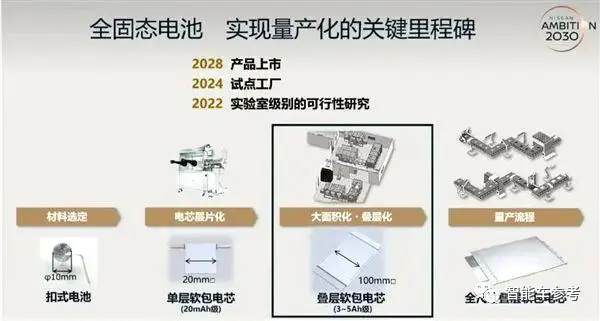 全固态电池 实现量产化的关键里程碑
NISSAN
AMBITION
2030
2028 产品上市
2024 试点工厂
2022 实验室级别的可行性研究
材料选定
电芯层片化
大面积化·叠层化
量产流程
φ10mm
20mm□
100mm□
扣式电池
单层软包电芯
(20mAh级)
叠层软包电芯
(3~5Ah级)
智能车参考